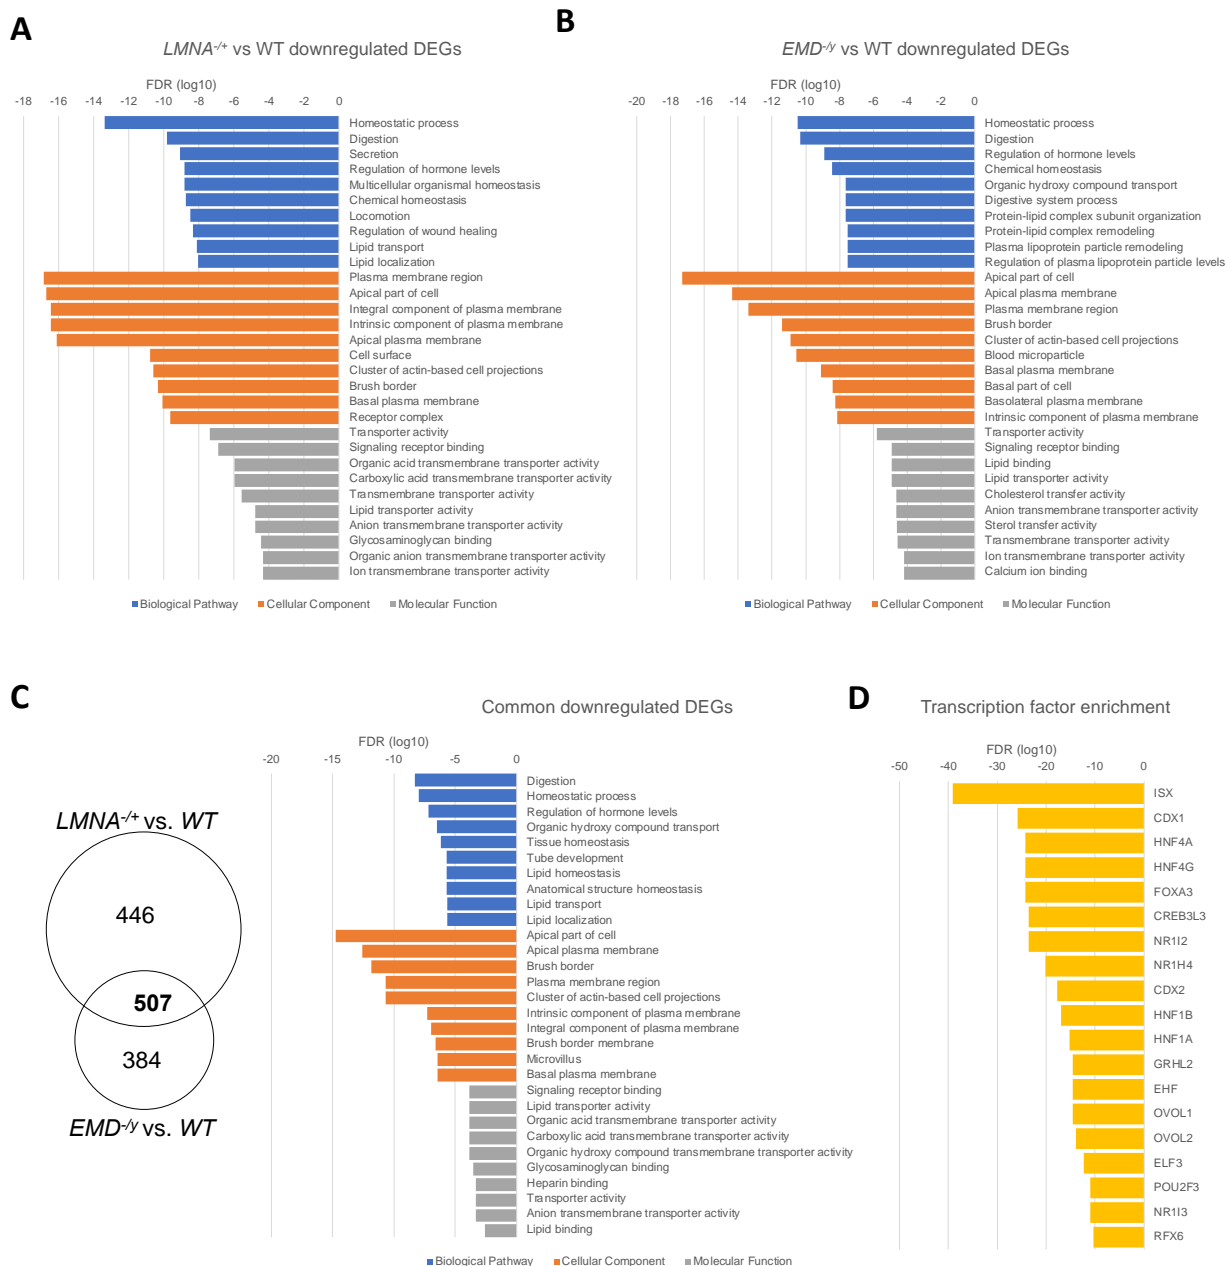 A
LMNA-/+ vs WT downregulated DEGs
FDR (log10)
-18 -16 -14 -12 -10 -8 -6 -4 -2 0
Homeostatic process
Digestion
Secretion
Regulation of hormone levels
Multicellular organismal homeostasis
Chemical homeostasis
Locomotion
Regulation of wound healing
Lipid transport
Lipid localization
Plasma membrane region
Apical part of cell
Integral component of plasma membrane
Intrinsic component of plasma membrane
Apical plasma membrane
Cell surface
Cluster of actin-based cell projections
Brush border
Basal plasma membrane
Receptor complex
Transporter activity
Signaling receptor binding
Organic acid transmembrane transporter activity
Carboxylic acid transmembrane transporter activity
Transmembrane transporter activity
Lipid transporter activity
Anion transmembrane transporter activity
Glycosaminoglycan binding
Organic anion transmembrane transporter activity
Ion transmembrane transporter activity
Biological Pathway Cellular Component Molecular Function
B
EMD-/y vs WT downregulated DEGs
FDR (log10)
-20 -18 -16 -14 -12 -10 -8 -6 -4 -2 0
Homeostatic process
Digestion
Regulation of hormone levels
Chemical homeostasis
Organic hydroxy compound transport
Digestive system process
Protein-lipid complex subunit organization
Protein-lipid complex remodeling
Plasma lipoprotein particle remodeling
Regulation of plasma lipoprotein particle levels
Apical part of cell
Apical plasma membrane
Plasma membrane region
Brush border
Cluster of actin-based cell projections
Blood microparticle
Basal plasma membrane
Basal part of cell
Basolateral plasma membrane
Intrinsic component of plasma membrane
Transporter activity
Signaling receptor binding
Lipid binding
Lipid transporter activity
Cholesterol transfer activity
Anion transmembrane transporter activity
Sterol transfer activity
Transmembrane transporter activity
Ion transmembrane transporter activity
Calcium ion binding
Biological Pathway Cellular Component Molecular Function
C
LMNA-/+ vs. WT
446
507
384
EMD-/y vs. WT
Common downregulated DEGs
FDR (log10)
-20 -15 -10 -5 0
Digestion
Homeostatic process
Regulation of hormone levels
Organic hydroxy compound transport
Tissue homeostasis
Tube development
Lipid homeostasis
Anatomical structure homeostasis
Lipid transport
Lipid localization
Apical part of cell
Apical plasma membrane
Brush border
Plasma membrane region
Cluster of actin-based cell projections
Intrinsic component of plasma membrane
Integral component of plasma membrane
Brush border membrane
Microvillus
Basal plasma membrane
Signaling receptor binding
Lipid transporter activity
Organic acid transmembrane transporter activity
Carboxylic acid transmembrane transporter activity
Organic hydroxy compound transmembrane transporter activity
Glycosaminoglycan binding
Heparin binding
Transporter activity
Anion transmembrane transporter activity
Lipid binding
Biological Pathway Cellular Component Molecular Function
D
Transcription factor enrichment
FDR (log10)
-50 -40 -30 -20 -10 0
ISX
CDX1
HNF4A
HNF4G
FOXA3
CREB3L3
NR1I2
NR1H4
CDX2
HNF1B
HNF1A
GRHL2
EHF
OVOL1
OVOL2
ELF3
POU2F3
NR1I3
RFX6